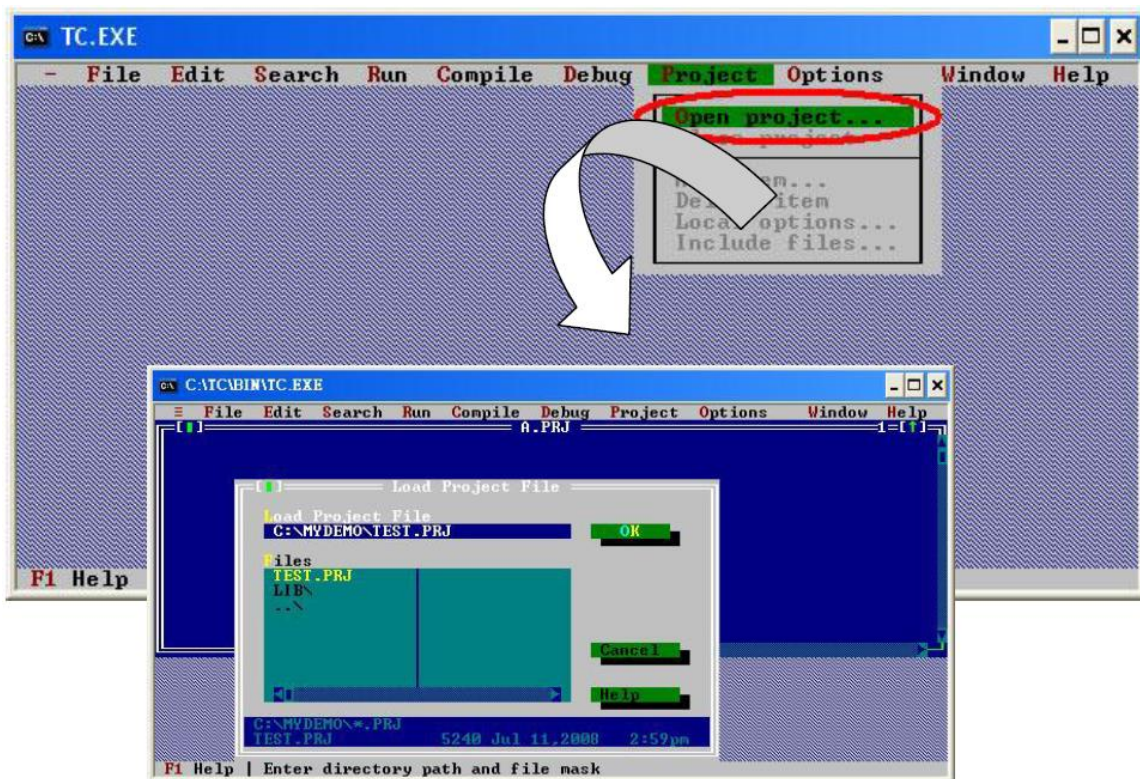 TC.EXE
- File Edit Search Run Compile Debug Project Options Window Help
Open project...
project
item
Local options...
Include files...
F1 Help
C:\TC\BIN\TC.EXE
≡ File Edit Search Run Compile Debug Project Options Window Help
A.PRJ 1
Load Project File
Load Project File
C:\MYDEMO\TEST.PRJ
OK
Files
TEST.PRJ
LIB\
..\
Cancel
Help
C:\MYDEMO\*.PRJ
TEST.PRJ 5240 Jul 11,2008 2:59pm
F1 Help | Enter directory path and file mask